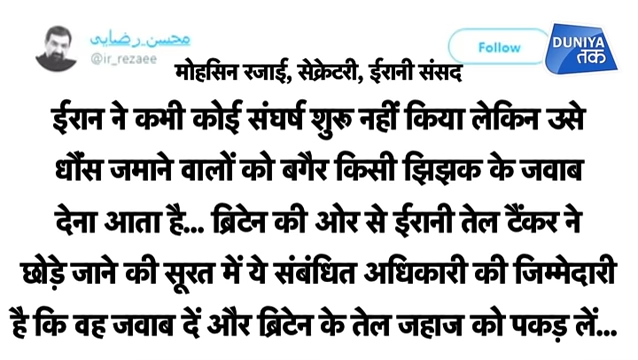 محسن رضایی
@ir_rezaee
Follow
DUNIYA
तक
मोहसिन रजाई, सेक्रेटरी, ईरानी संसद
ईरान ने कभी कोई संघर्ष शुरू नहीं किया लेकिन उसे
धौंस जमाने वालों को बगैर किसी झिझक के जवाब
देना आता है... ब्रिटेन की ओर से ईरानी तेल टैंकर ने
छोड़े जाने की सूरत में ये संबंधित अधिकारी की जिम्मेदारी
है कि वह जवाब दें और ब्रिटेन के तेल जहाज को पकड़ लें...